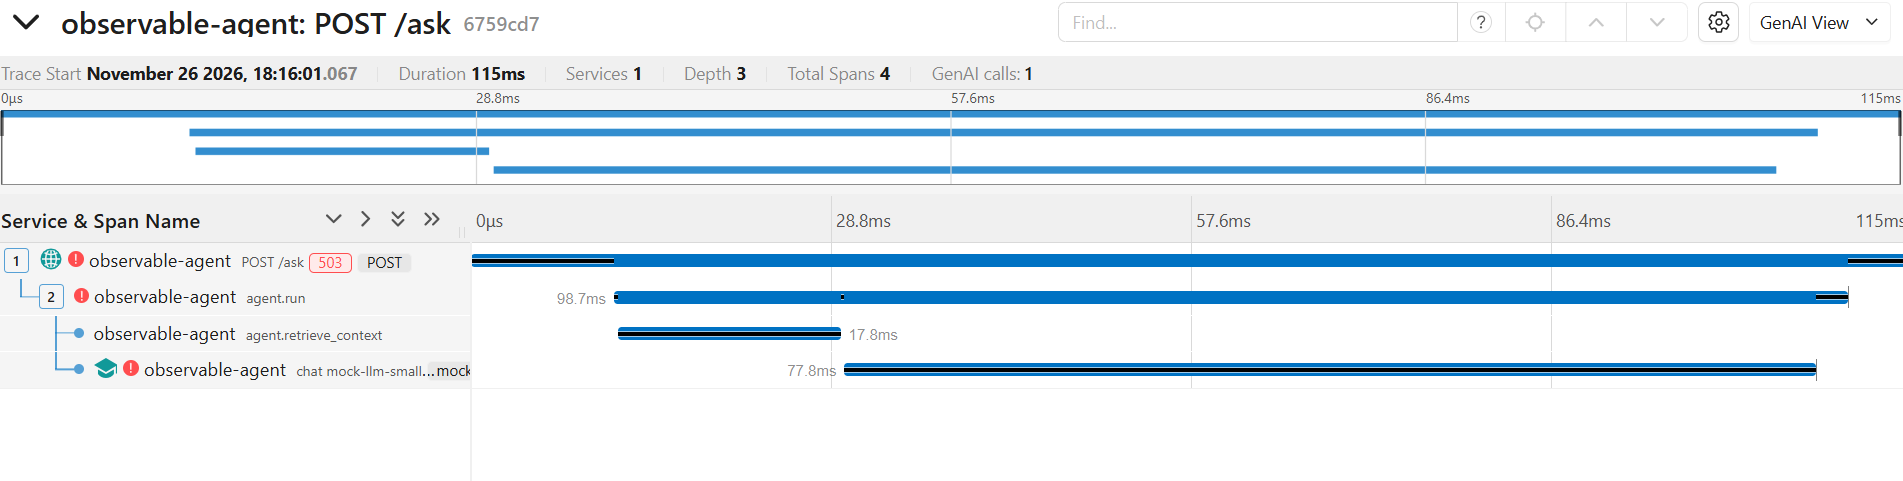 observable-agent: POST /ask 6759cd7 Find... ? GenAI View
Trace Start November 26 2026, 18:16:01.067 Duration 115ms Services 1 Depth 3 Total Spans 4 GenAI calls: 1
0μs 28.8ms 57.6ms 86.4ms 115ms
Service & Span Name 0μs 28.8ms 57.6ms 86.4ms 115ms
1 observable-agent POST /ask 503 POST
2 observable-agent agent.run 98.7ms
observable-agent agent.retrieve_context 17.8ms
observable-agent chat mock-llm-small... mock 77.8ms